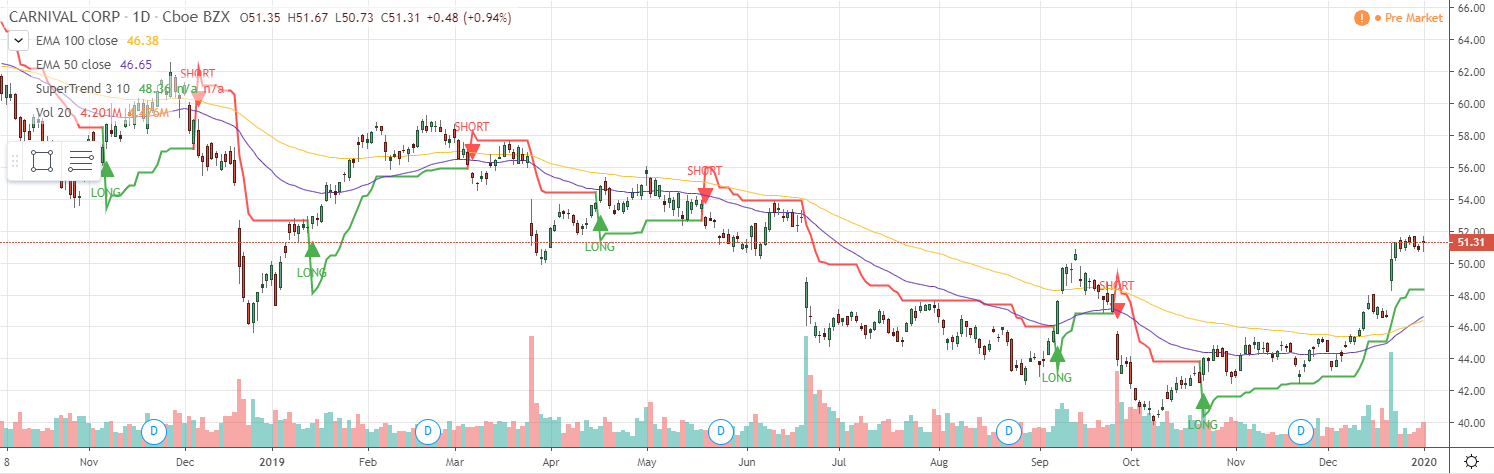 CARNIVAL CORP · 1D · Cboe BZX O51.35 H51.67 L50.73 C51.31 +0.48 (+0.94%)
Pre Market
EMA 100 close 46.38
EMA 50 close 46.65
SuperTrend 3 10 48.36 n/a n/a
Vol 20 4.201M 4.476M
SHORT
LONG
LONG
SHORT
LONG
SHORT
LONG
SHORT
LONG
66.00
64.00
62.00
60.00
58.00
56.00
54.00
52.00
51.31
50.00
48.00
46.00
44.00
42.00
40.00
D
D
D
D
D
8 Nov Dec 2019 Feb Mar Apr May Jun Jul Aug Sep Oct Nov Dec 2020